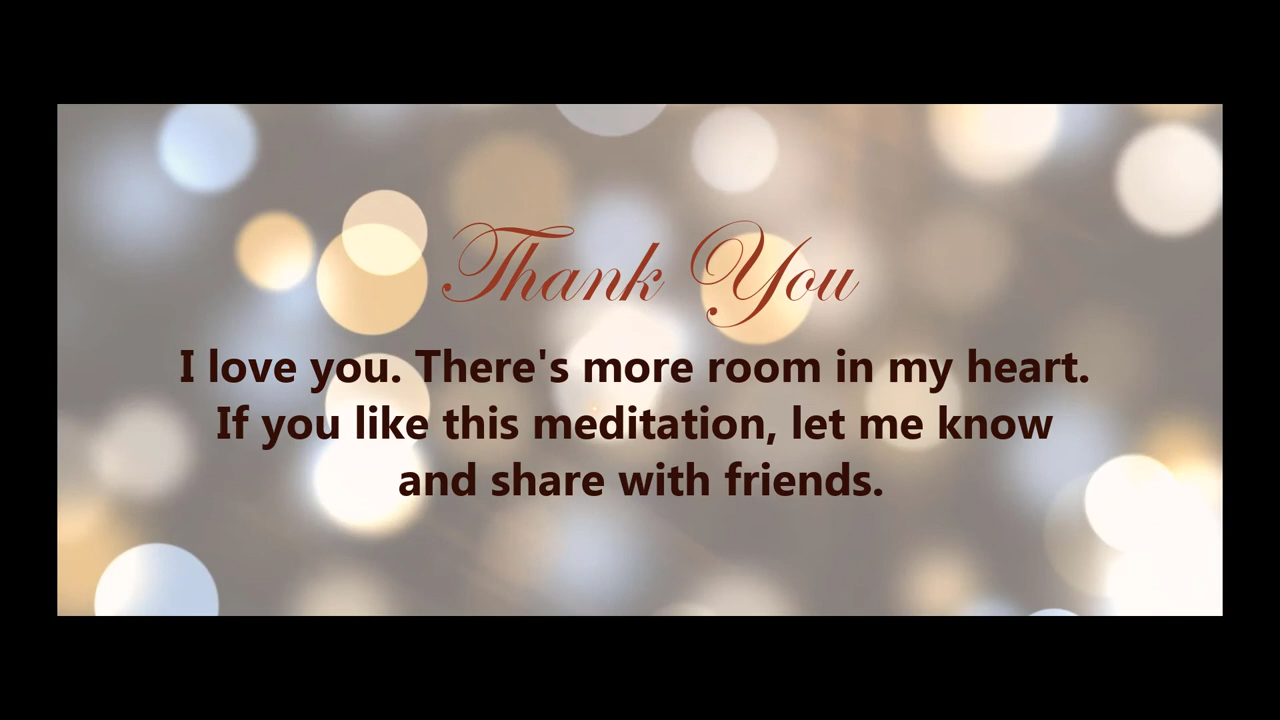 Thank You
I love you. There's more room in my heart.
If you like this meditation, let me know
and share with friends.